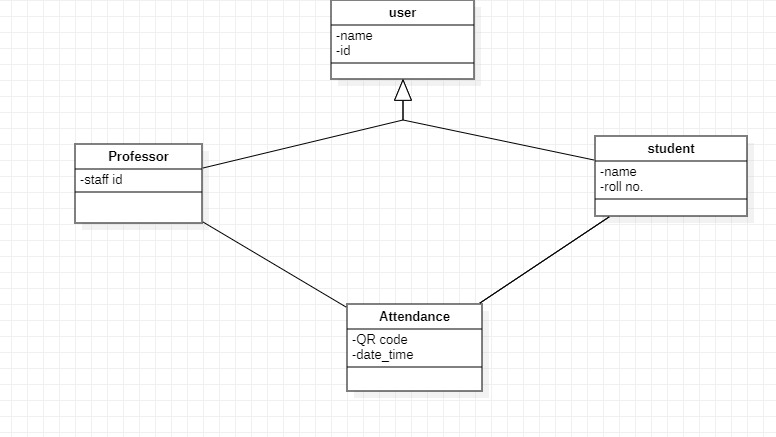 user
-name
-id
Professor
-staff id
student
-name
-roll no.
Attendance
-QR code
-date_time